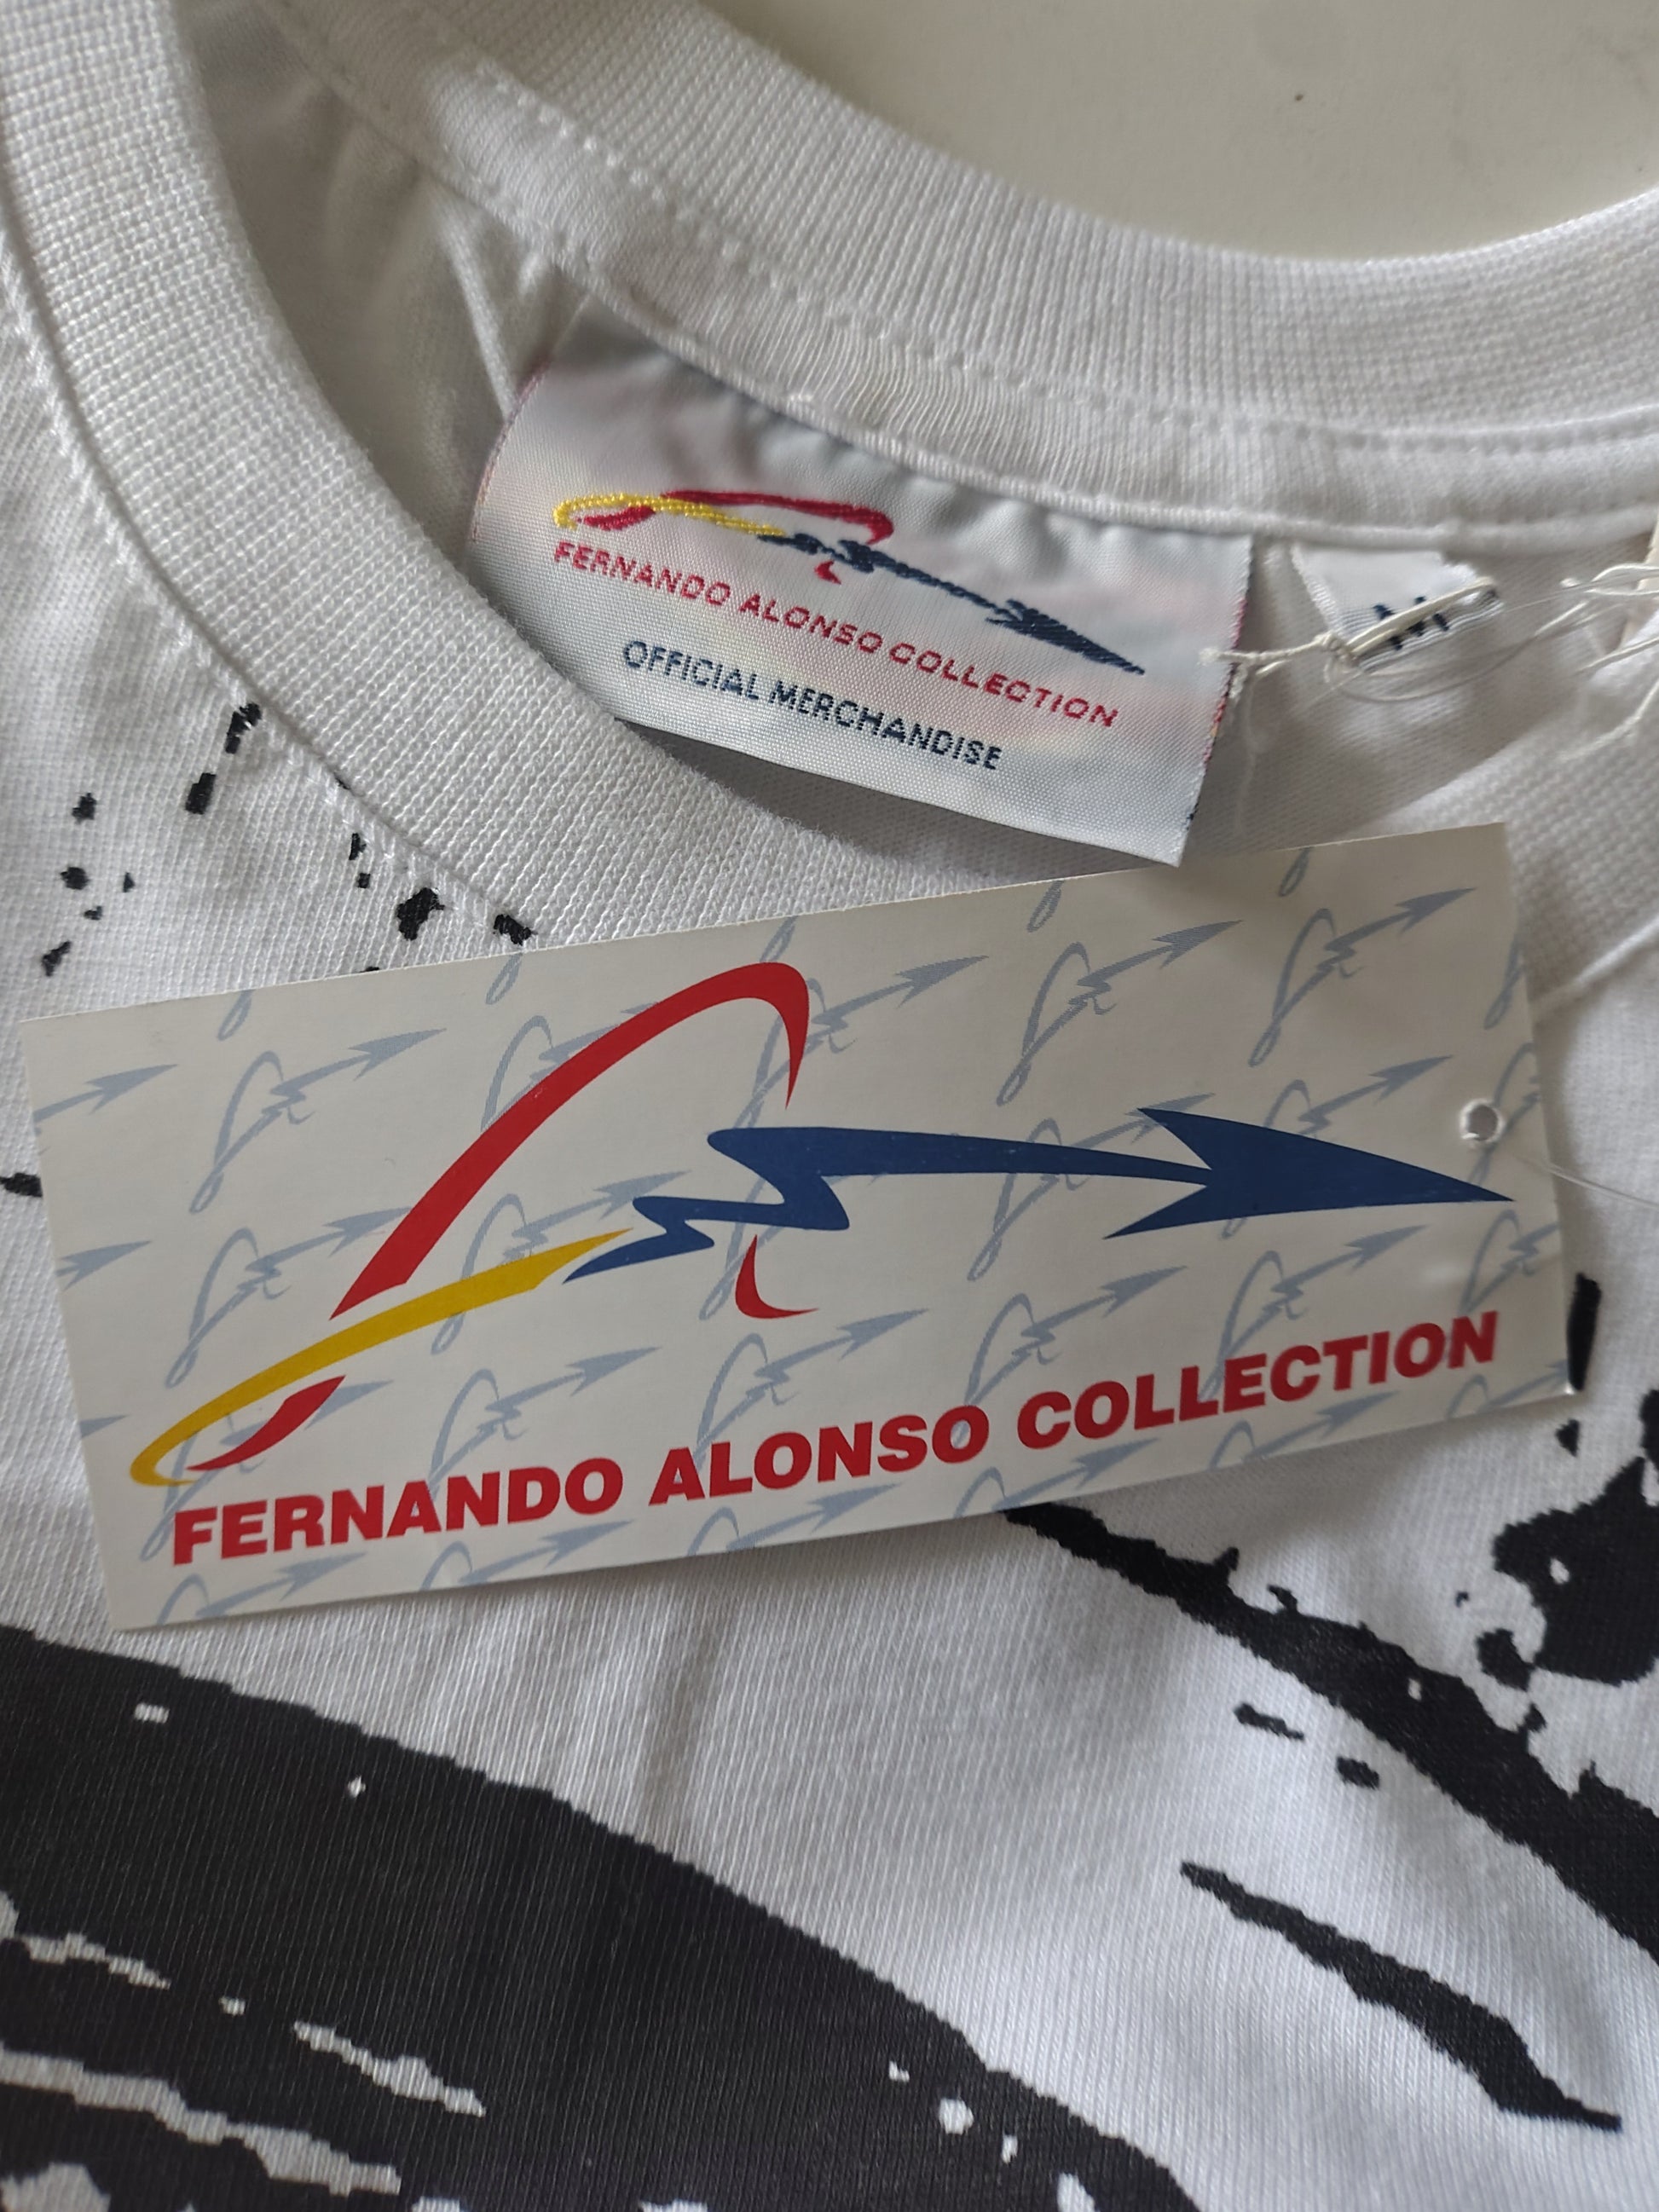 FERNANDO ALONSO COLLECTION
OFFICIAL MERCHANDISE
M
FERNANDO ALONSO COLLECTION